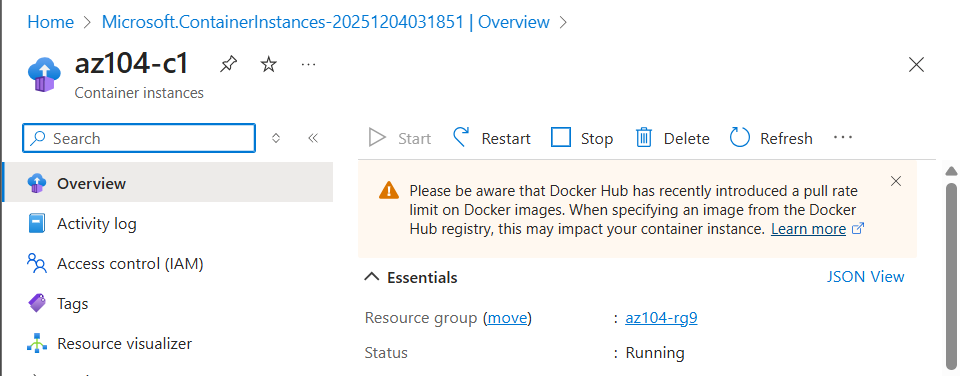 Home > Microsoft.ContainerInstances-20251204031851 | Overview >
az104-c1
Container instances
Search
Start Restart Stop Delete Refresh
Overview
Activity log
Access control (IAM)
Tags
Resource visualizer
Please be aware that Docker Hub has recently introduced a pull rate
limit on Docker images. When specifying an image from the Docker
Hub registry, this may impact your container instance. Learn more
Essentials
JSON View
Resource group (move) : az104-rg9
Status : Running